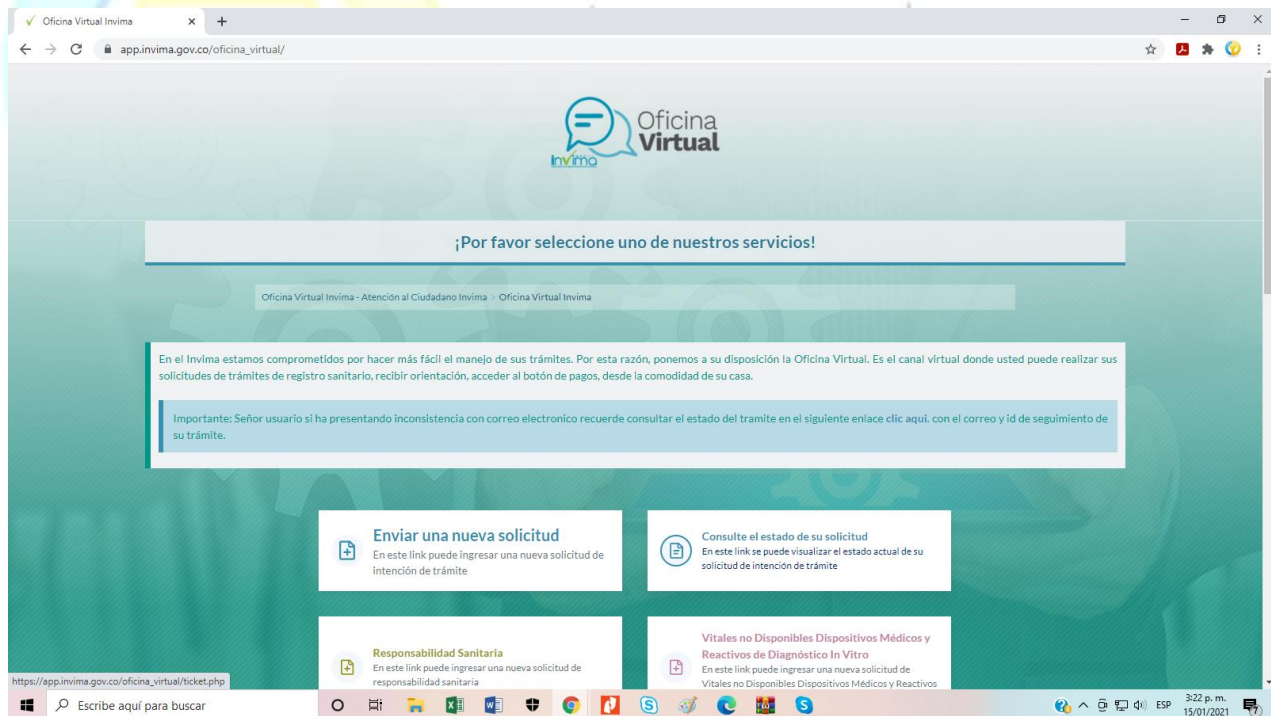 Oficina Virtual Invima
app.invima.gov.co/oficina_virtual/
Oficina
Virtual
invima
¡Por favor seleccione uno de nuestros servicios!
Oficina Virtual Invima - Atención al Ciudadano Invima > Oficina Virtual Invima
En el Invima estamos comprometidos por hacer más fácil el manejo de sus trámites. Por esta razón, ponemos a su disposición la Oficina Virtual. Es el canal virtual donde usted puede realizar sus
solicitudes de trámites de registro sanitario, recibir orientación, acceder al botón de pagos, desde la comodidad de su casa.
Importante: Señor usuario si ha presentando inconsistencia con correo electronico recuerde consultar el estado del tramite en el siguiente enlace clic aqui. con el correo y id de seguimiento de
su trámite.
Enviar una nueva solicitud
En este link puede ingresar una nueva solicitud de
intención de trámite
Consulte el estado de su solicitud
En este link se puede visualizar el estado actual de su
solicitud de intención de trámite
Responsabilidad Sanitaria
En este link puede ingresar una nueva solicitud de
responsabilidad sanitaria
Vitales no Disponibles Dispositivos Médicos y
Reactivos de Diagnóstico In Vitro
En este link puede ingresar una nueva solicitud de
Vitales no Disponibles Dispositivos Médicos y Reactivos
https://app.invima.gov.co/oficina_virtual/ticket.php
Escribe aquí para buscar
ESP
3:22 p. m.
15/01/2021